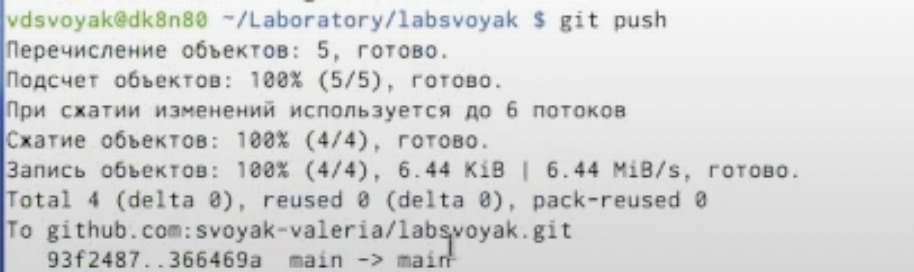 vdsvoyak@dk8n80 ~/Laboratory/labsvoyak $ git push
Перечисление объектов: 5, готово.
Подсчет объектов: 100% (5/5), готово.
При сжатии изменений используется до 6 потоков
Сжатие объектов: 100% (4/4), готово.
Запись объектов: 100% (4/4), 6.44 KiB | 6.44 MiB/s, готово.
Total 4 (delta 0), reused 0 (delta 0), pack-reused 0
To github.com:svoyak-valeria/labsvoyak.git
93f2487..366469a main -> main